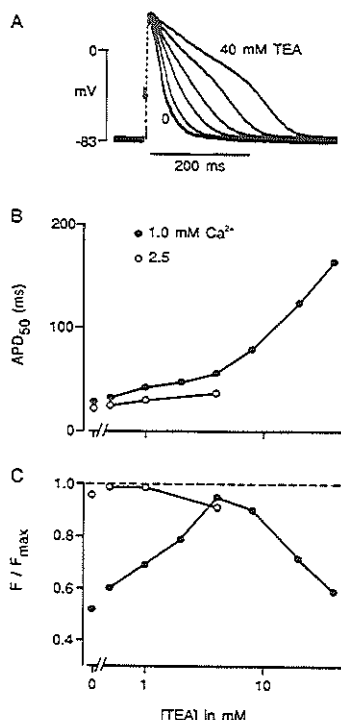 A
0
mV
-83
40 mM TEA
0
200 ms
B
200
100
0
APD50 (ms)
1.0 mM Ca2+
2.5
C
1.0
0.8
0.6
0.4
F / Fmax
0 1 10
[TEA] in mM